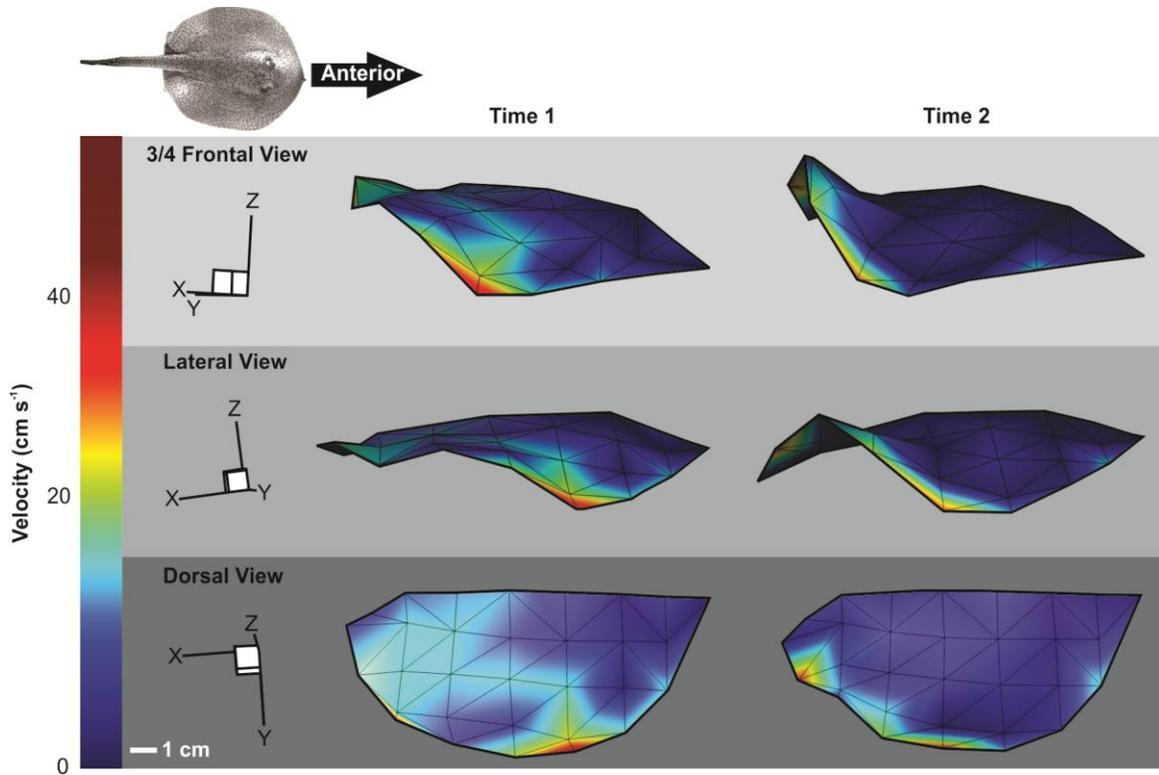 Anterior
Time 1
Time 2
3/4 Frontal View
Z
X
Y
40
Lateral View
Z
X
Y
Velocity (cm s⁻¹)
20
Dorsal View
Z
X
Y
1 cm
0